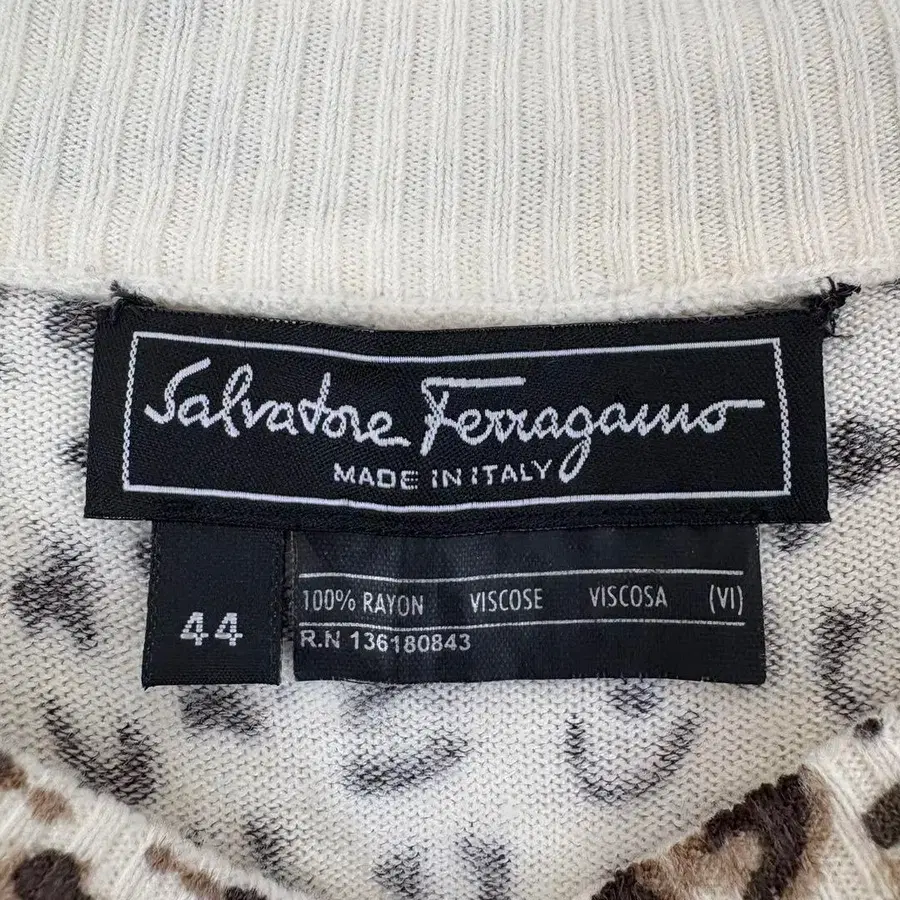 Salvatore Ferragamo
MADE IN ITALY
44
100% RAYON VISCOSE VISCOSA (VI)
R.N 136180843